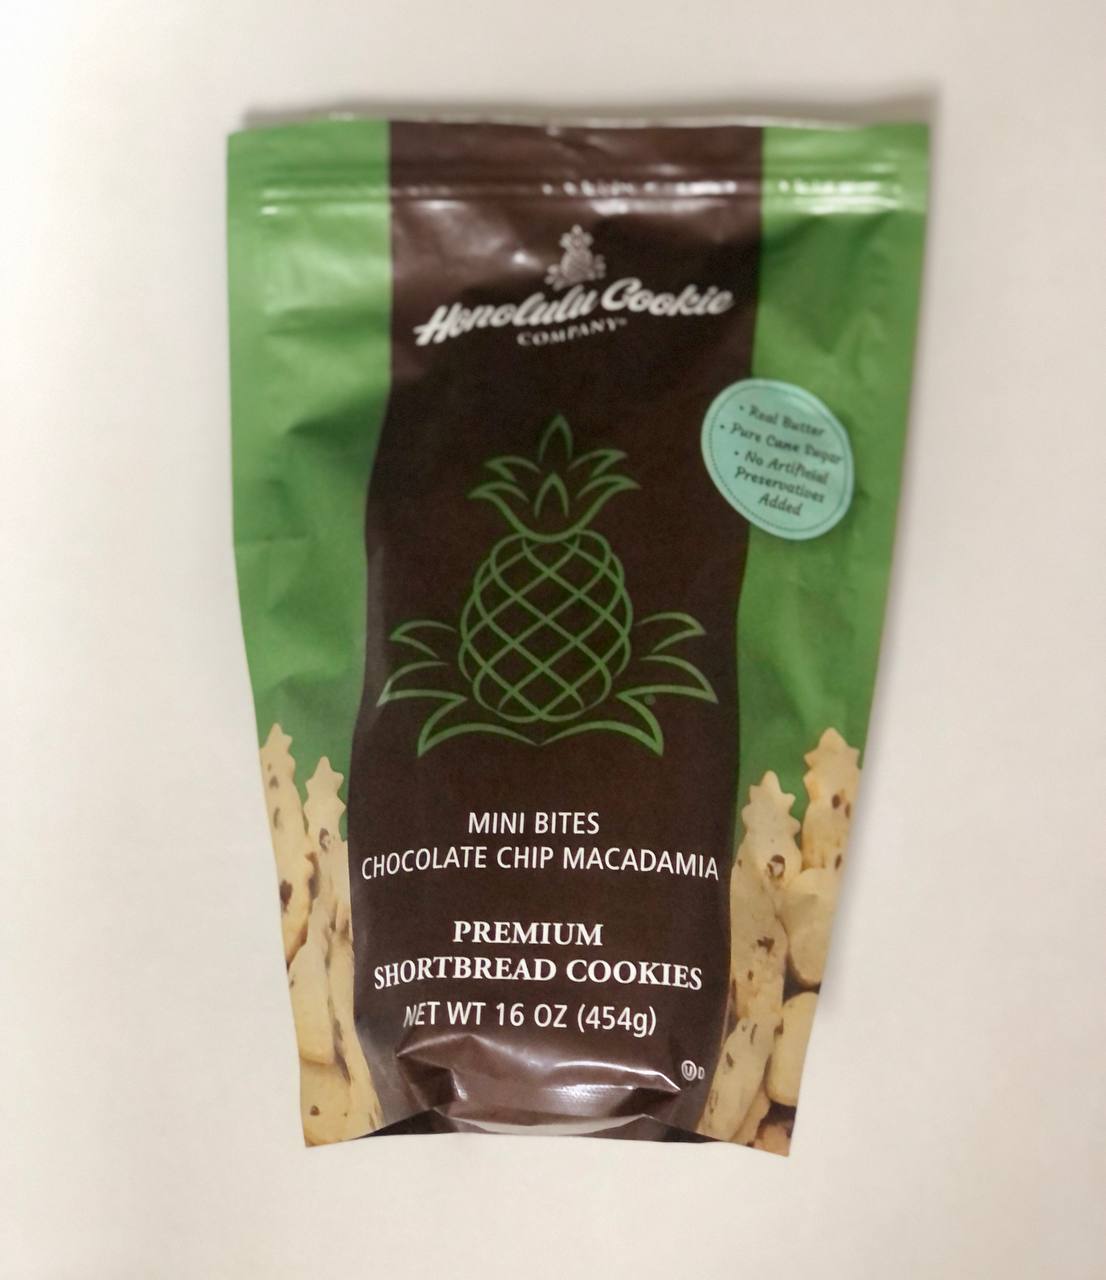 Honolulu Cookie
COMPANY®
• Real Butter
• Pure Cane Sugar
• No Artificial
Preservatives
Added
®
MINI BITES
CHOCOLATE CHIP MACADAMIA
PREMIUM
SHORTBREAD COOKIES
NET WT 16 OZ (454g)
Ⓤ D